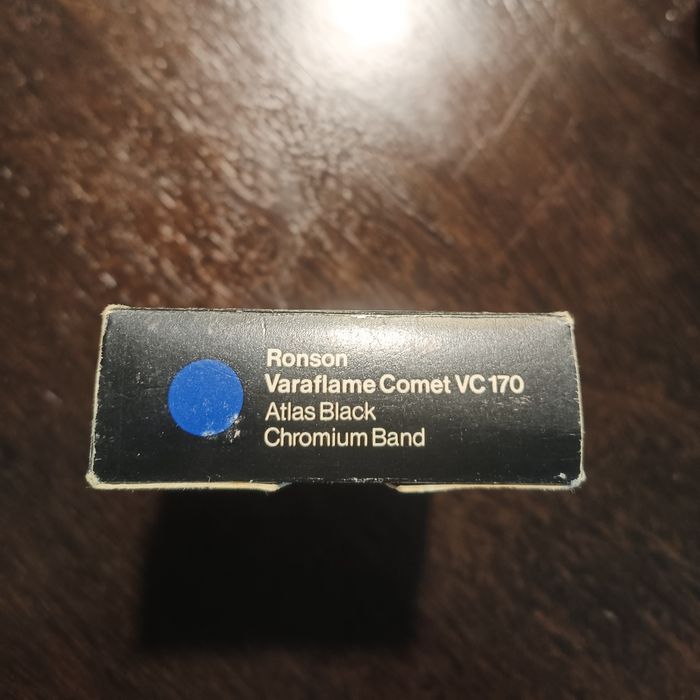 Ronson
Varaflame Comet VC 170
Atlas Black
Chromium Band